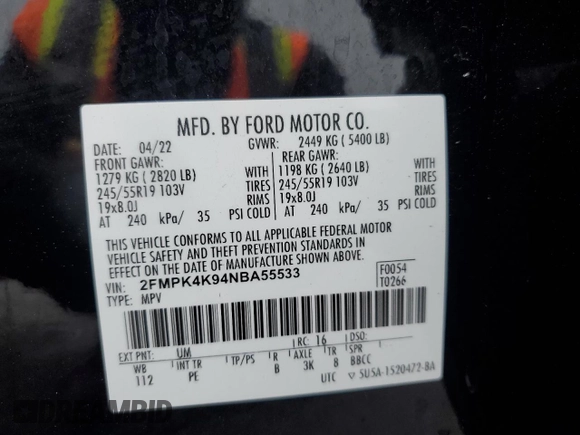 MFD. BY FORD MOTOR CO.
DATE: 04/22 GVWR: 2449 KG ( 5400 LB)
FRONT GAWR: REAR GAWR:
1279 KG ( 2820 LB) WITH 1198 KG ( 2640 LB) WITH
245/55R19 103V TIRES 245/55R19 103V TIRES
19x8.0J RIMS 19x8.0J RIMS
AT 240 kPa/ 35 PSI COLD AT 240 kPa/ 35 PSI COLD
THIS VEHICLE CONFORMS TO ALL APPLICABLE FEDERAL MOTOR
VEHICLE SAFETY AND THEFT PREVENTION STANDARDS IN
EFFECT ON THE DATE OF MANUFACTURE SHOWN ABOVE.
VIN: 2FMPK4K94NBA55533 F0054
TYPE: MPV T0266
EXT PNT: UM RC: 16 DSO:
WB INT TR TP/PS R AXLE TR SPR
112 PE B 3K 8 BBCC
UTC 5U5A-1520472-BA
DREAMBID